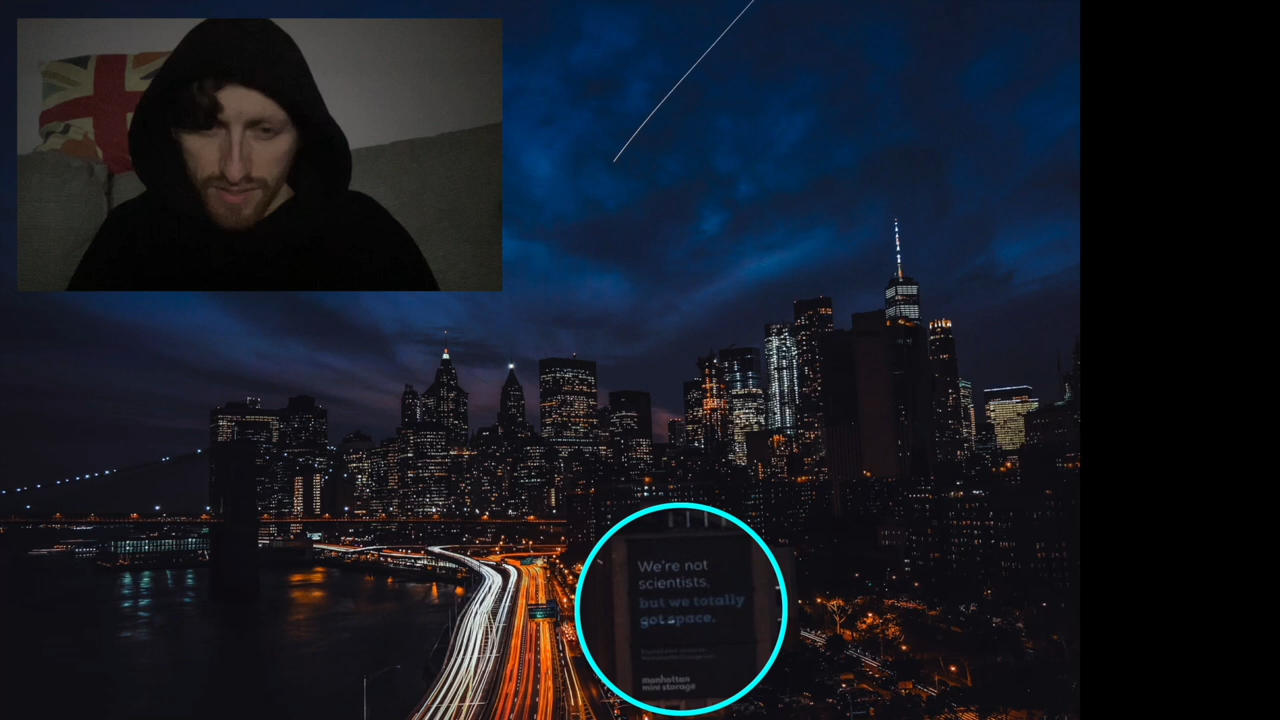 We're not
scientists,
but we totally
got space.
manhattan
mini storage